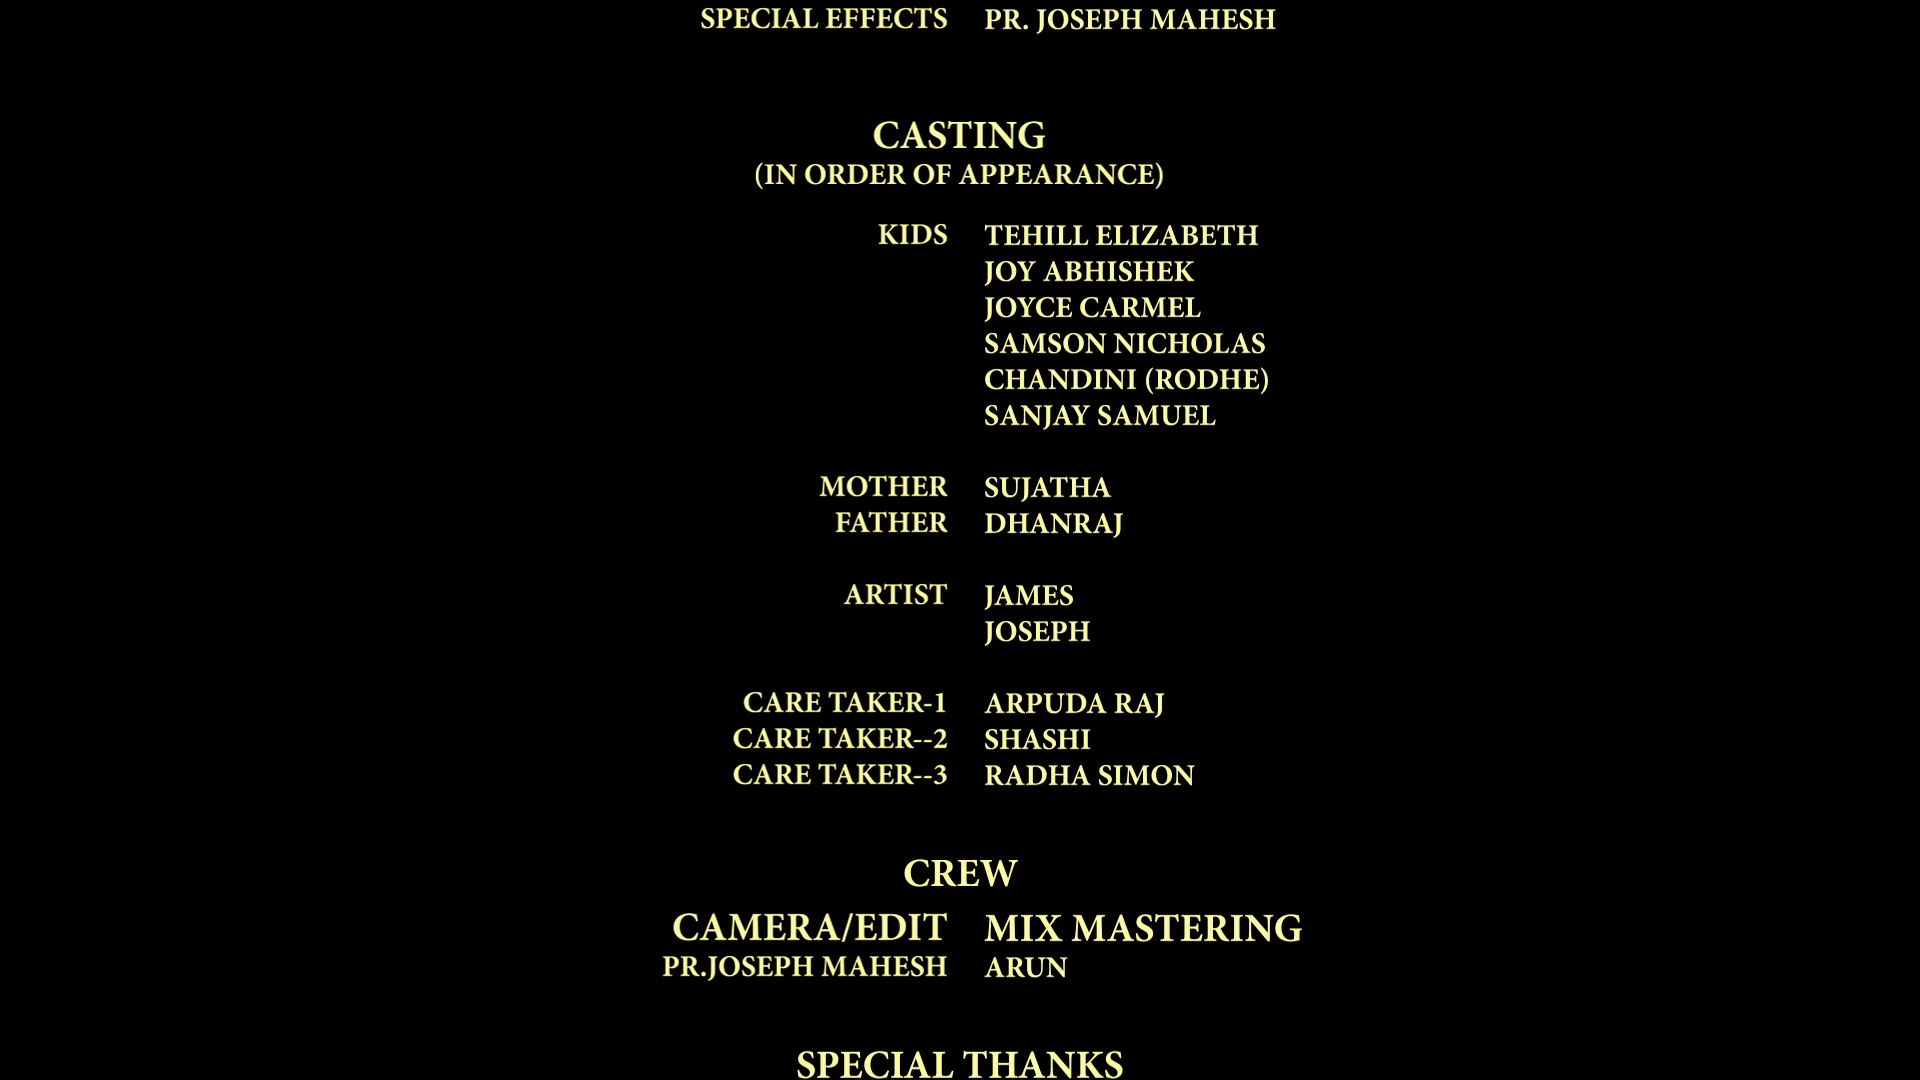 SPECIAL EFFECTS PR. JOSEPH MAHESH
CASTING
(IN ORDER OF APPEARANCE)
KIDS TEHILL ELIZABETH
JOY ABHISHEK
JOYCE CARMEL
SAMSON NICHOLAS
CHANDINI (RODHE)
SANJAY SAMUEL
MOTHER SUJATHA
FATHER DHANRAJ
ARTIST JAMES
JOSEPH
CARE TAKER-1 ARPUDA RAJ
CARE TAKER--2 SHASHI
CARE TAKER--3 RADHA SIMON
CREW
CAMERA/EDIT MIX MASTERING
PR.JOSEPH MAHESH ARUN
SPECIAL THANKS